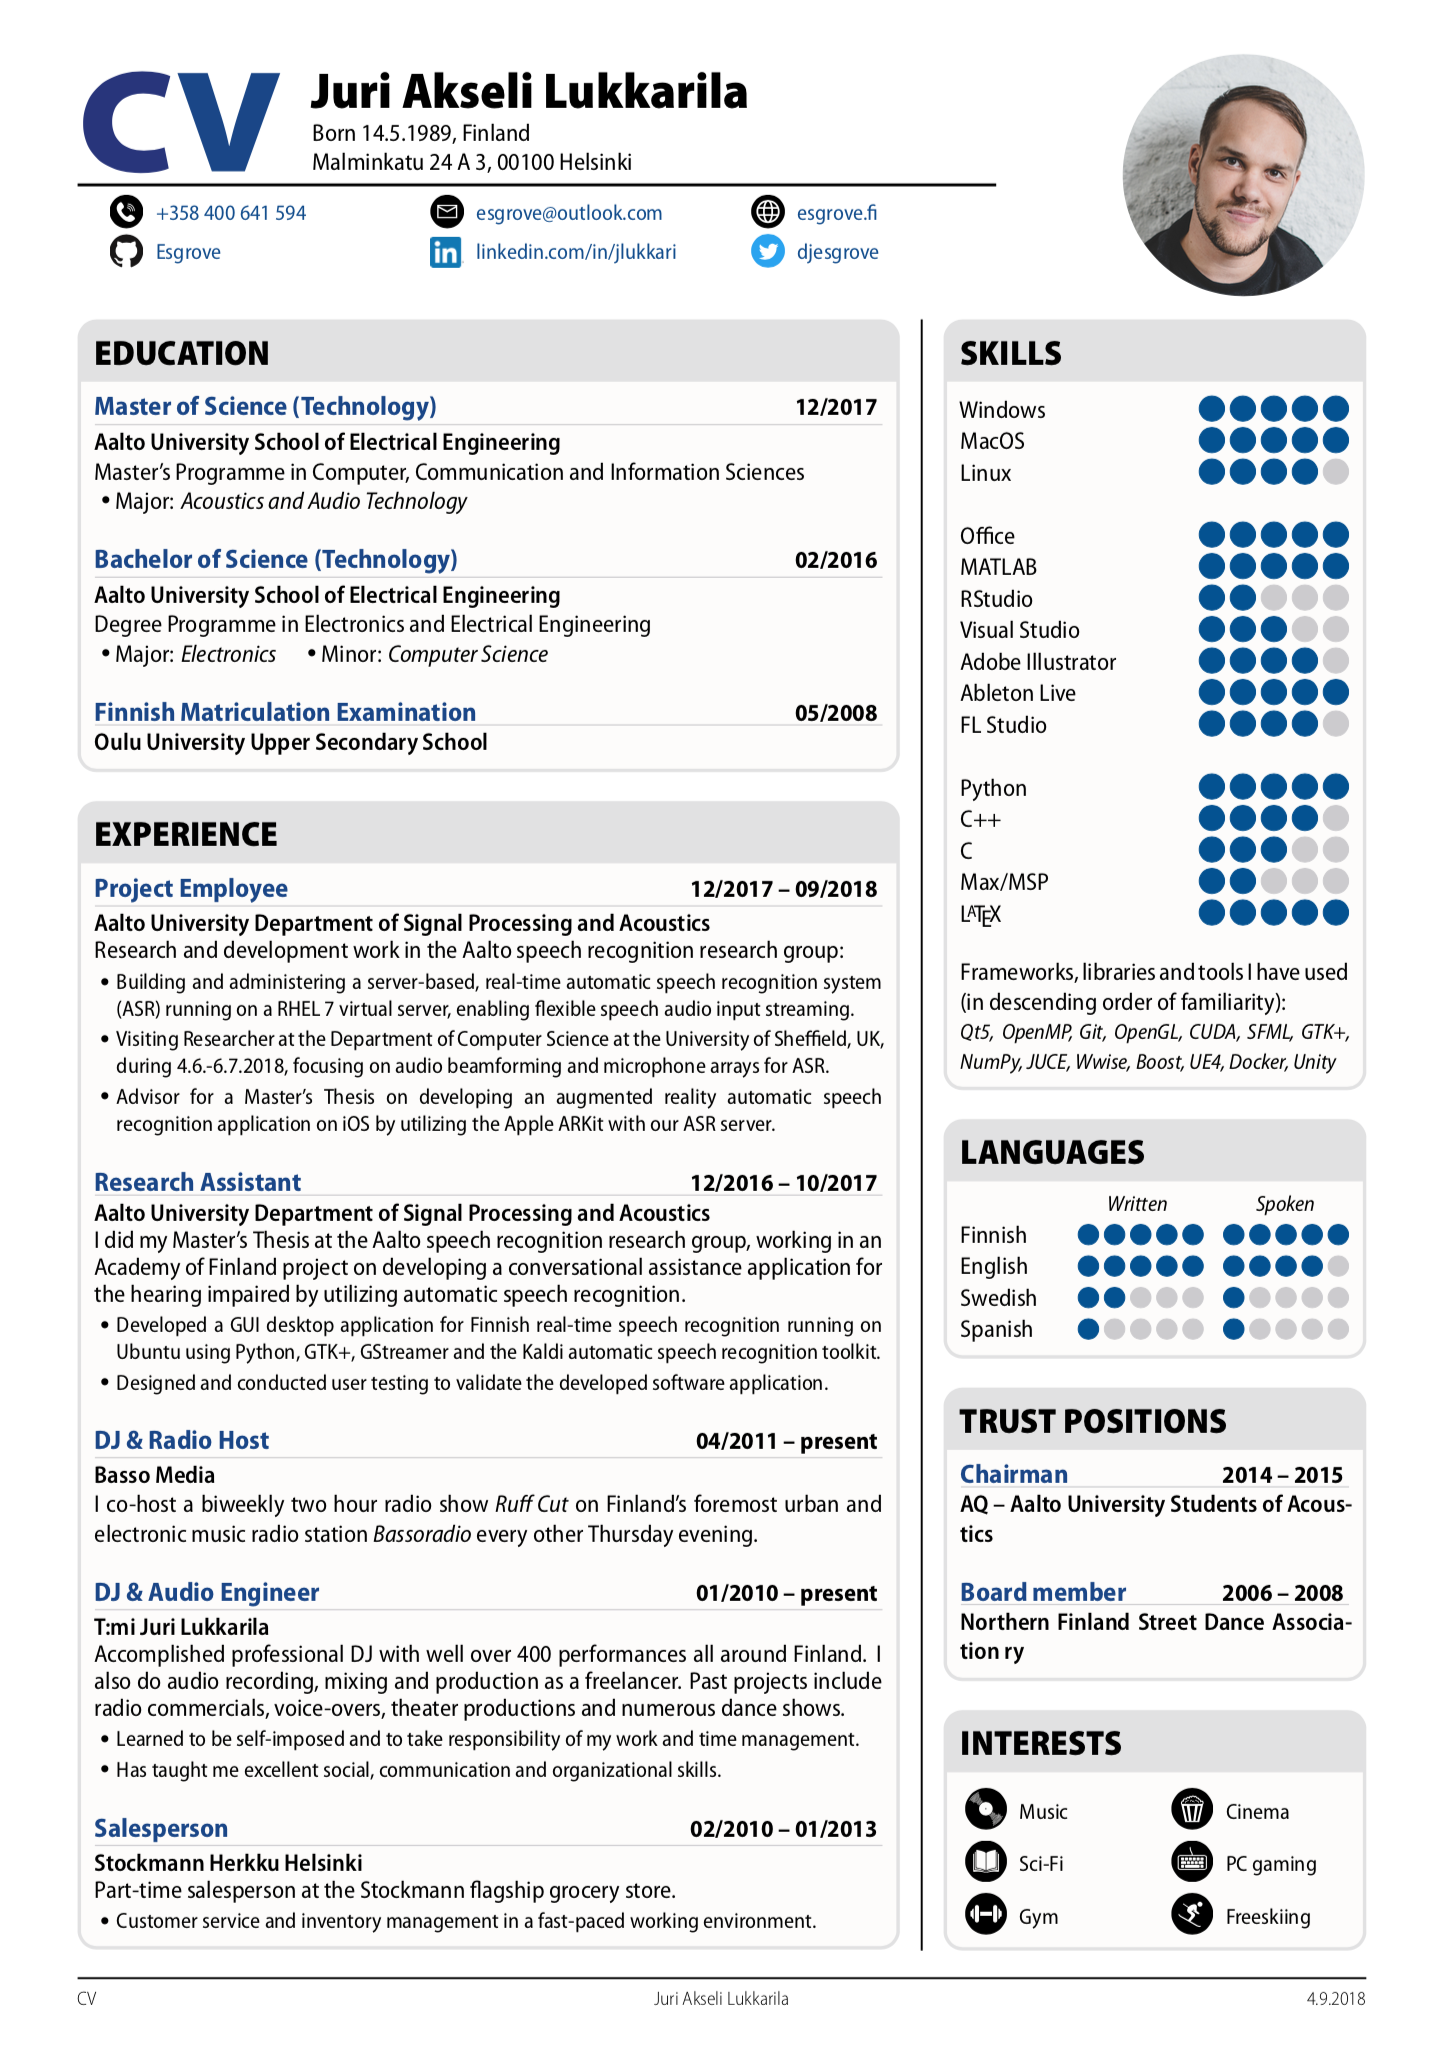 CV
Juri Akseli Lukkarila
Born 14.5.1989, Finland
Malminkatu 24 A 3, 00100 Helsinki
+358 400 641 594
esgrove@outlook.com
esgrove.fi
Esgrove
in
linkedin.com/in/jlukkari
djesgrove
EDUCATION
Master of Science (Technology) 12/2017
Aalto University School of Electrical Engineering
Master's Programme in Computer, Communication and Information Sciences
• Major: Acoustics and Audio Technology
Bachelor of Science (Technology) 02/2016
Aalto University School of Electrical Engineering
Degree Programme in Electronics and Electrical Engineering
• Major: Electronics • Minor: Computer Science
Finnish Matriculation Examination 05/2008
Oulu University Upper Secondary School
EXPERIENCE
Project Employee 12/2017 – 09/2018
Aalto University Department of Signal Processing and Acoustics
Research and development work in the Aalto speech recognition research group:
• Building and administering a server-based, real-time automatic speech recognition system
(ASR) running on a RHEL 7 virtual server, enabling flexible speech audio input streaming.
• Visiting Researcher at the Department of Computer Science at the University of Sheffield, UK,
during 4.6.-6.7.2018, focusing on audio beamforming and microphone arrays for ASR.
• Advisor for a Master's Thesis on developing an augmented reality automatic speech
recognition application on iOS by utilizing the Apple ARKit with our ASR server.
Research Assistant 12/2016 – 10/2017
Aalto University Department of Signal Processing and Acoustics
I did my Master's Thesis at the Aalto speech recognition research group, working in an
Academy of Finland project on developing a conversational assistance application for
the hearing impaired by utilizing automatic speech recognition.
• Developed a GUI desktop application for Finnish real-time speech recognition running on
Ubuntu using Python, GTK+, GStreamer and the Kaldi automatic speech recognition toolkit.
• Designed and conducted user testing to validate the developed software application.
DJ & Radio Host 04/2011 – present
Basso Media
I co-host a biweekly two hour radio show Ruff Cut on Finland's foremost urban and
electronic music radio station Bassoradio every other Thursday evening.
DJ & Audio Engineer 01/2010 – present
T:mi Juri Lukkarila
Accomplished professional DJ with well over 400 performances all around Finland. I
also do audio recording, mixing and production as a freelancer. Past projects include
radio commercials, voice-overs, theater productions and numerous dance shows.
• Learned to be self-imposed and to take responsibility of my work and time management.
• Has taught me excellent social, communication and organizational skills.
Salesperson 02/2010 – 01/2013
Stockmann Herkku Helsinki
Part-time salesperson at the Stockmann flagship grocery store.
• Customer service and inventory management in a fast-paced working environment.
SKILLS
Windows
MacOS
Linux
Office
MATLAB
RStudio
Visual Studio
Adobe Illustrator
Ableton Live
FL Studio
Python
C++
C
Max/MSP
LATEX
Frameworks, libraries and tools I have used
(in descending order of familiarity):
Qt5, OpenMP, Git, OpenGL, CUDA, SFML, GTK+,
NumPy, JUCE, Wwise, Boost, UE4, Docker, Unity
LANGUAGES
Written Spoken
Finnish
English
Swedish
Spanish
TRUST POSITIONS
Chairman 2014 – 2015
AQ – Aalto University Students of Acous-
tics
Board member 2006 – 2008
Northern Finland Street Dance Associa-
tion ry
INTERESTS
Music Cinema
Sci-Fi PC gaming
Gym Freeskiing
CV Juri Akseli Lukkarila 4.9.2018